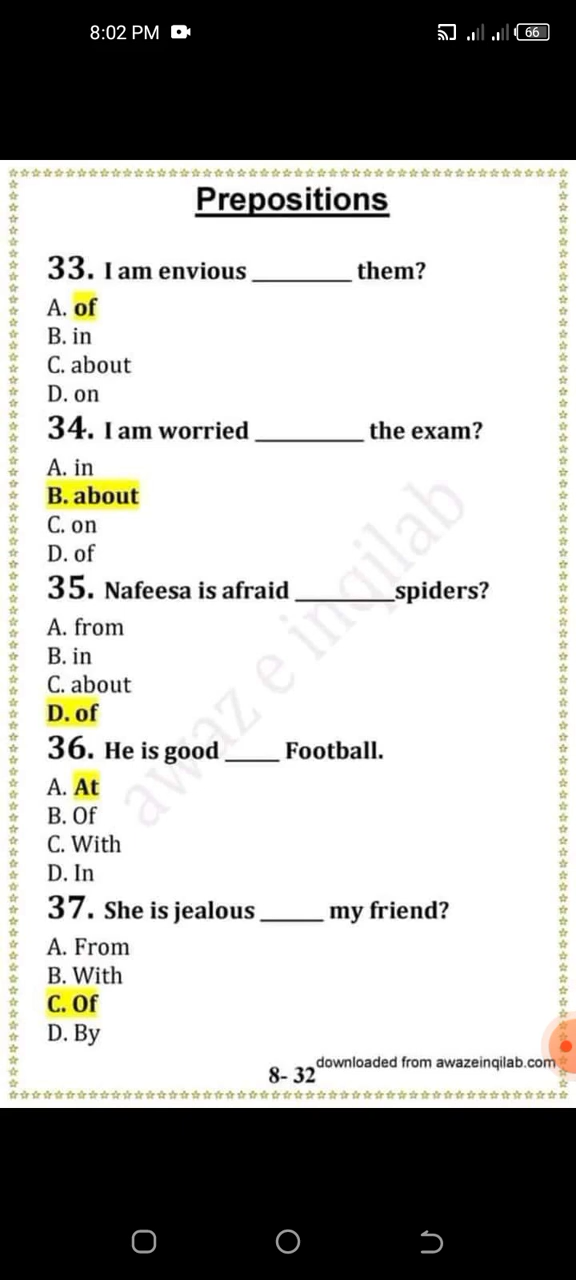 8:02 PM
66
Prepositions
33. I am envious ________ them?
A. of
B. in
C. about
D. on
34. I am worried _________ the exam?
A. in
B. about
C. on
D. of
35. Nafeesa is afraid ________spiders?
A. from
B. in
C. about
D. of
36. He is good ____ Football.
A. At
B. Of
C. With
D. In
37. She is jealous _____ my friend?
A. From
B. With
C. Of
D. By
awaz e inqilab
8- 32
downloaded from awazeinqilab.com